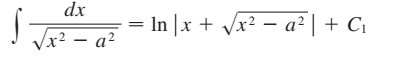 ∫ dx / √(x² − a²) = ln |x + √(x² − a²)| + C₁